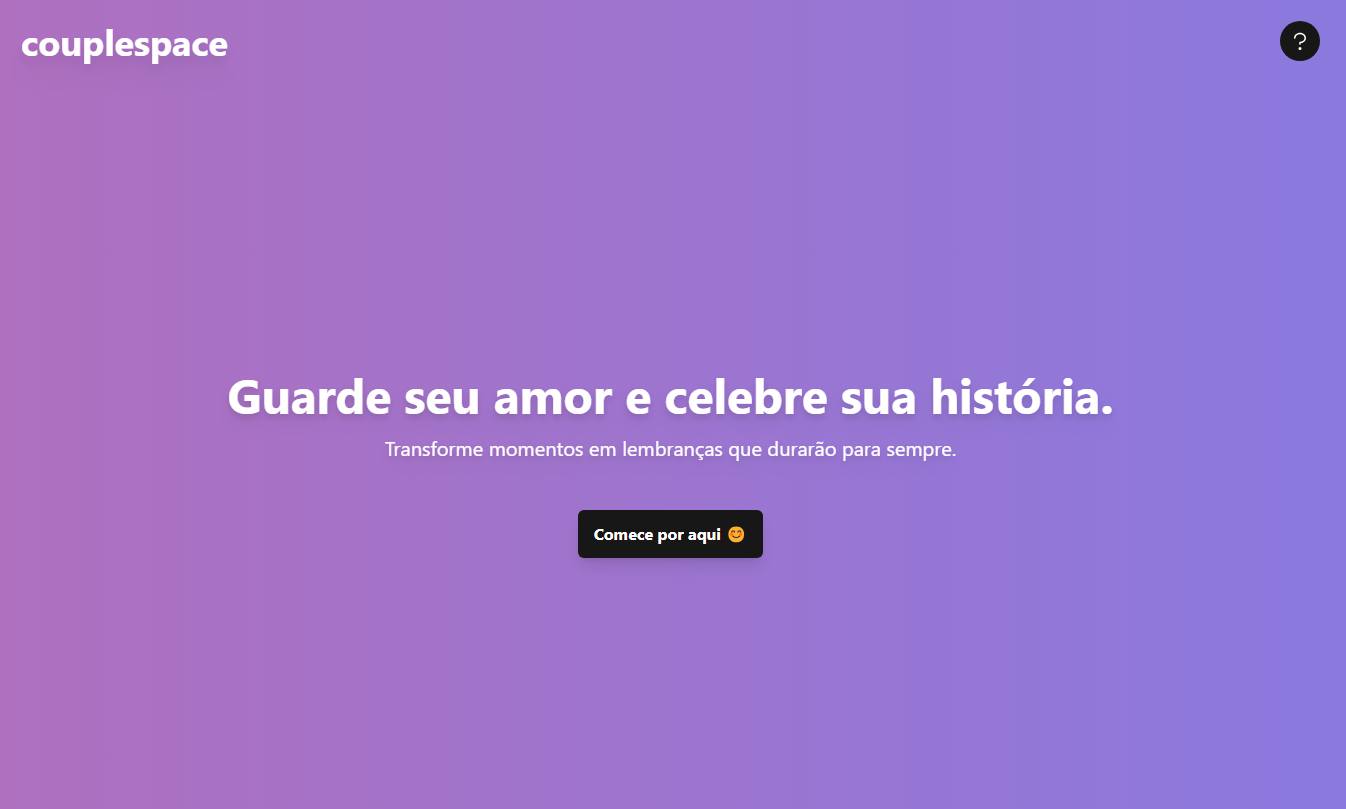 couplespace
?
Guarde seu amor e celebre sua história.
Transforme momentos em lembranças que durarão para sempre.
Comece por aqui 😊